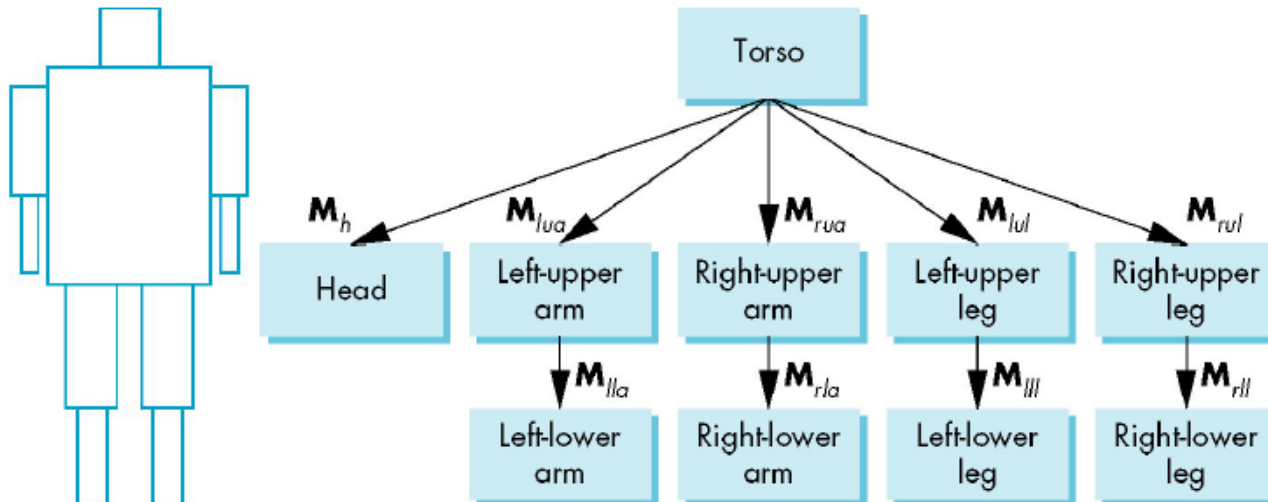 Torso
M_h
M_lua
M_rua
M_lul
M_rul
Head
Left-upper
arm
Right-upper
arm
Left-upper
leg
Right-upper
leg
M_lla
M_rla
M_lll
M_rll
Left-lower
arm
Right-lower
arm
Left-lower
leg
Right-lower
leg